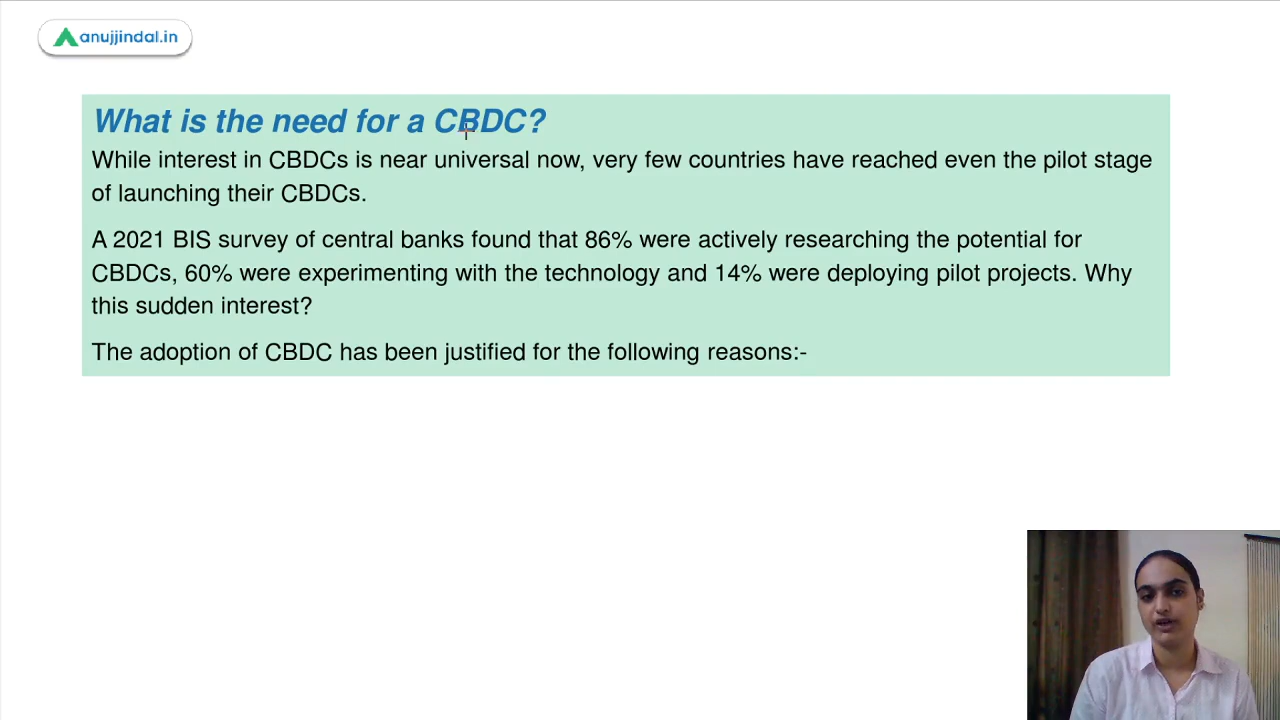 anujjindal.in
What is the need for a CBDC?
While interest in CBDCs is near universal now, very few countries have reached even the pilot stage
of launching their CBDCs.
A 2021 BIS survey of central banks found that 86% were actively researching the potential for
CBDCs, 60% were experimenting with the technology and 14% were deploying pilot projects. Why
this sudden interest?
The adoption of CBDC has been justified for the following reasons:-